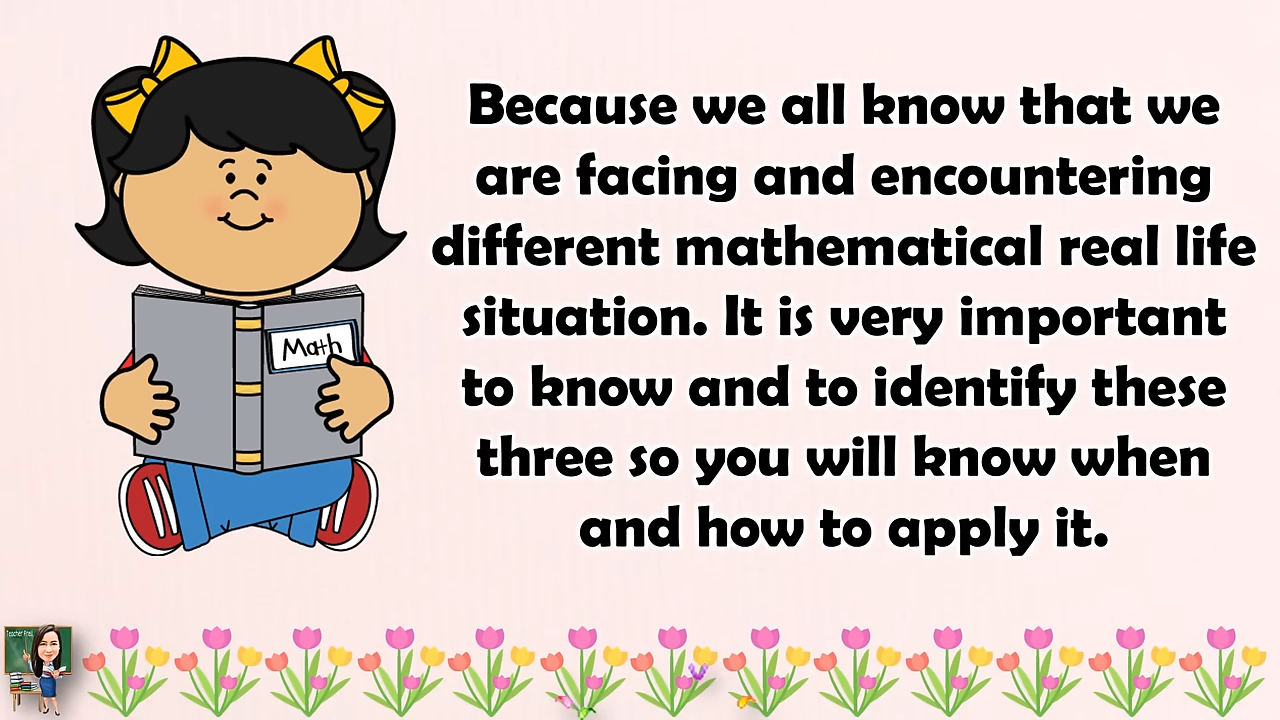 Because we all know that we
are facing and encountering
different mathematical real life
situation. It is very important
to know and to identify these
three so you will know when
and how to apply it.
Math